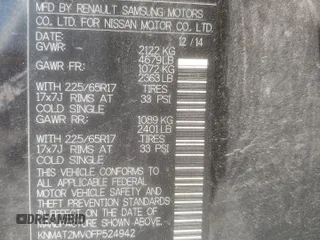 MFD BY RENAULT SAMSUNG MOTORS
CO., LTD. FOR NISSAN MOTOR CO., LTD.
DATE: 12/14
GVWR: 2122 KG
4679 LB
GAWR FR: 1072 KG
2363 LB
WITH 225/65R17 TIRES
17x7J RIMS AT 33 PSI
COLD SINGLE
GAWR RR: 1089 KG
2401 LB
WITH 225/65R17 TIRES
17x7J RIMS AT 33 PSI
COLD SINGLE
THIS VEHICLE CONFORMS TO ALL
APPLICABLE FEDERAL
MOTOR VEHICLE SAFETY AND
THEFT PREVENTION STANDARDS
IN EFFECT ON THE DATE OF
MANUFACTURE SHOWN ABOVE.
KNMAT2MV0FP524942